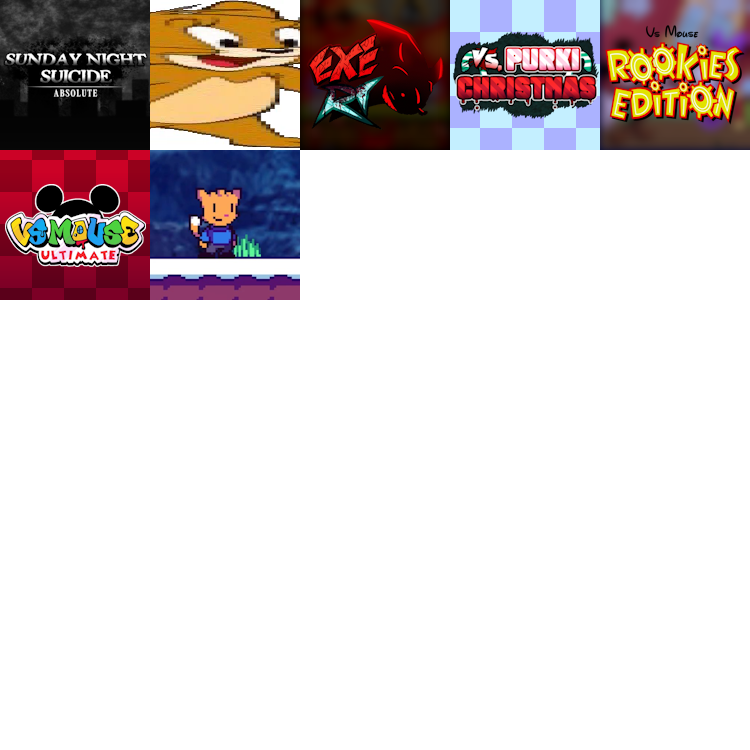 SUNDAY NIGHT
SUICIDE
ABSOLUTE
EXE
VS. PURKI
CHRISTMAS
VS MOUSE
ROOKIES
EDITION
VS MOUSE
ULTIMATE